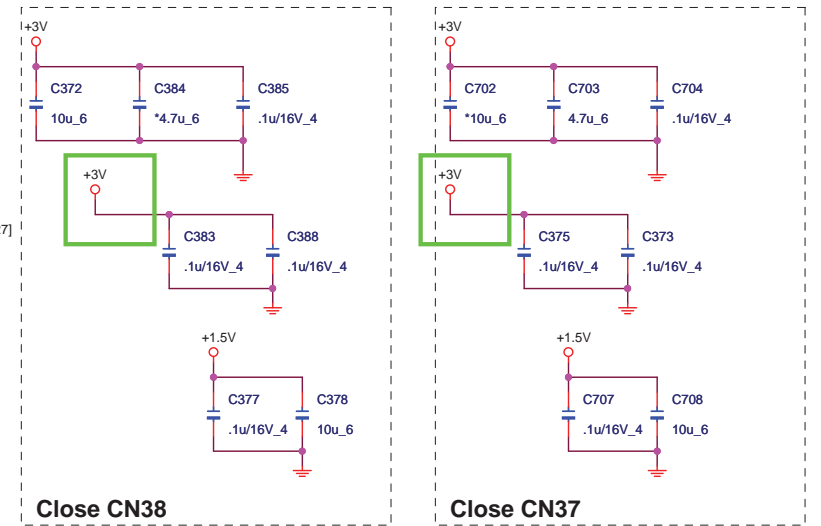 +3V
C372
10u_6
C384
*4.7u_6
C385
.1u/16V_4
+3V
C383
.1u/16V_4
C388
.1u/16V_4
+1.5V
C377
.1u/16V_4
C378
10u_6
Close CN38
7]
+3V
C702
*10u_6
C703
4.7u_6
C704
.1u/16V_4
+3V
C375
.1u/16V_4
C373
.1u/16V_4
+1.5V
C707
.1u/16V_4
C708
10u_6
Close CN37